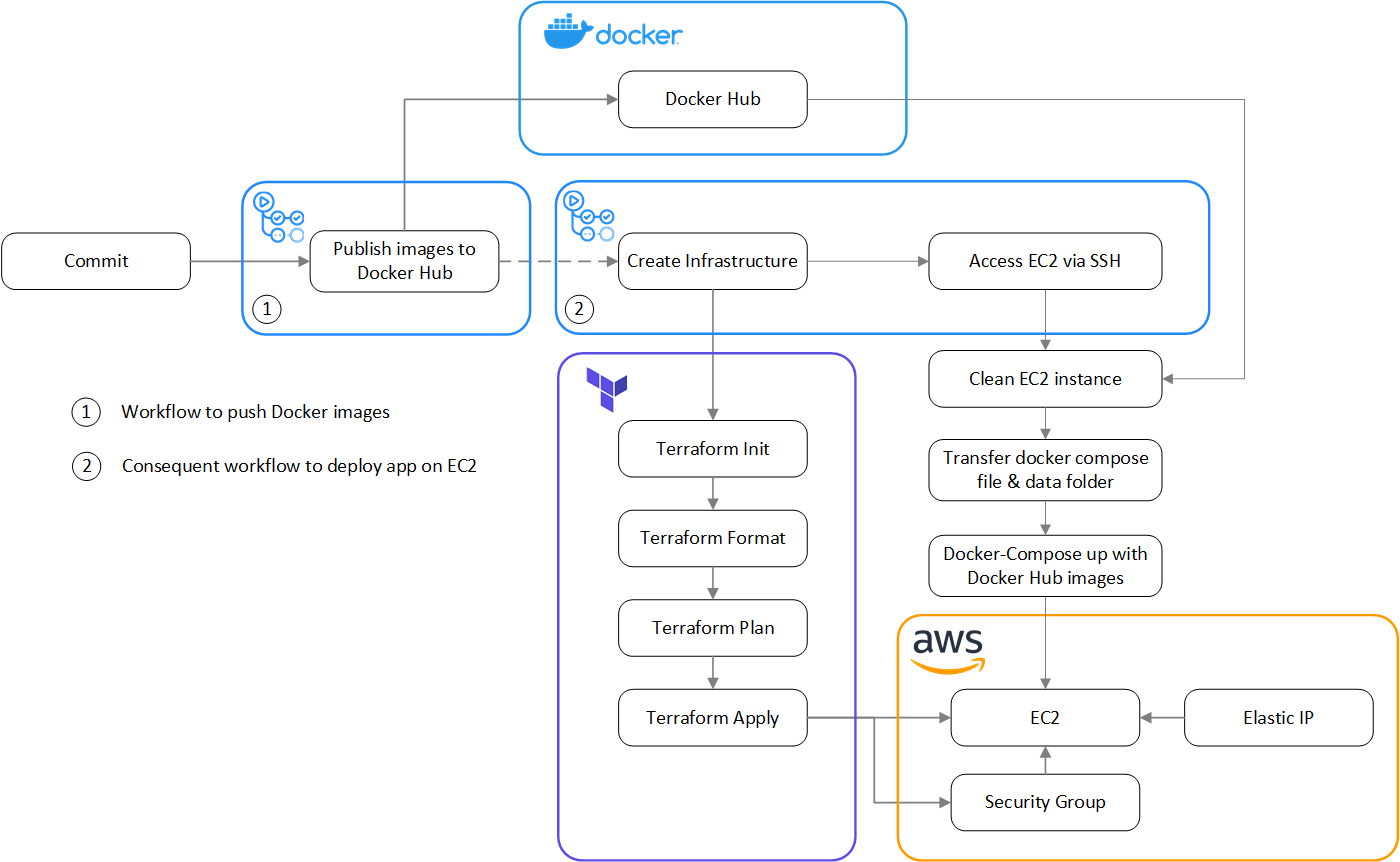 docker
Docker Hub
Commit
Publish images to
Docker Hub
1
Create Infrastructure
Access EC2 via SSH
2
Clean EC2 instance
1 Workflow to push Docker images
2 Consequent workflow to deploy app on EC2
Terraform Init
Terraform Format
Terraform Plan
Terraform Apply
Transfer docker compose
file & data folder
Docker-Compose up with
Docker Hub images
aws
EC2
Elastic IP
Security Group